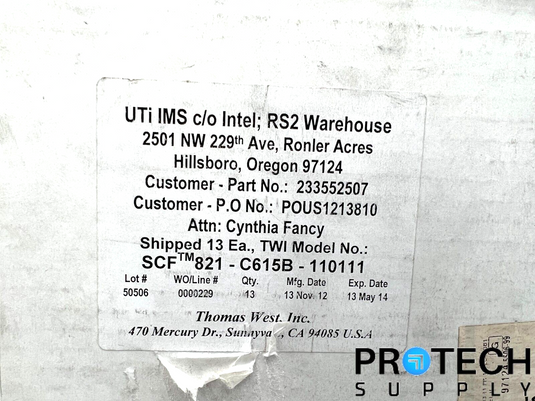 UTi IMS c/o Intel; RS2 Warehouse
2501 NW 229th Ave, Ronler Acres
Hillsboro, Oregon 97124
Customer - Part No.: 233552507
Customer - P.O No.: POUS1213810
Attn: Cynthia Fancy
Shipped 13 Ea., TWI Model No.:
SCF™821 - C615B - 110111
Lot # WO/Line # Qty. Mfg. Date Exp. Date
50506 0000229 13 13 Nov 12 13 May 14
Thomas West, Inc.
470 Mercury Dr., CA 94085 U.S.A
PROTECH
SUPPLY